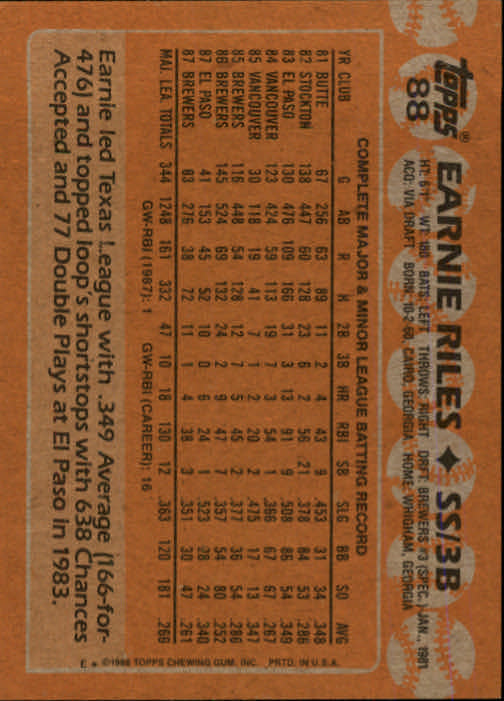 Topps®
88
EARNIE RILES ♦ SS/3B
HT: 6'1" WT: 180 BATS: LEFT THROWS: RIGHT DRFT: BREWERS #3 (SPEC.) JAN., 1981
ACQ: VIA DRAFT BORN: 10-2-60, CAIRO, GEORGIA HOME: WHIGHAM, GEORGIA
COMPLETE MAJOR & MINOR LEAGUE BATTING RECORD
YR CLUB G AB R H 2B 3B HR RBI SB SLG BB SO AVG
81 BUTTE 67 256 63 89 11 2 4 43 9 .453 31 34 .348
82 STOCKTON 138 447 60 128 23 6 2 56 21 .378 84 53 .286
83 EL PASO 130 476 109 166 31 3 13 91 9 .508 86 54 .349
84 VANCOUVER 123 424 59 113 19 7 3 54 1 .366 67 67 .267
85 VANCOUVER 30 118 19 41 7 1 2 20 2 .475 17 13 .347
85 BREWERS 116 448 54 128 12 7 5 45 2 .377 36 54 .286
86 BREWERS 145 524 69 132 24 2 9 47 7 .357 54 80 .252
87 EL PASO 41 153 45 52 10 0 6 24 1 .523 28 24 .340
87 BREWERS 63 276 38 72 11 1 4 38 3 .351 30 47 .261
MAJ. LEA. TOTALS 344 1248 161 332 47 10 18 130 12 .363 120 181 .266
GW-RBI (1987): 1 GW-RBI (CAREER): 16
Earnie led Texas League with .349 Average (166-for-
476) and topped loop's shortstops with 638 Chances
Accepted and 77 Double Plays at El Paso in 1983.
E * ©1988 TOPPS CHEWING GUM, INC. PRTD. IN U.S.A.